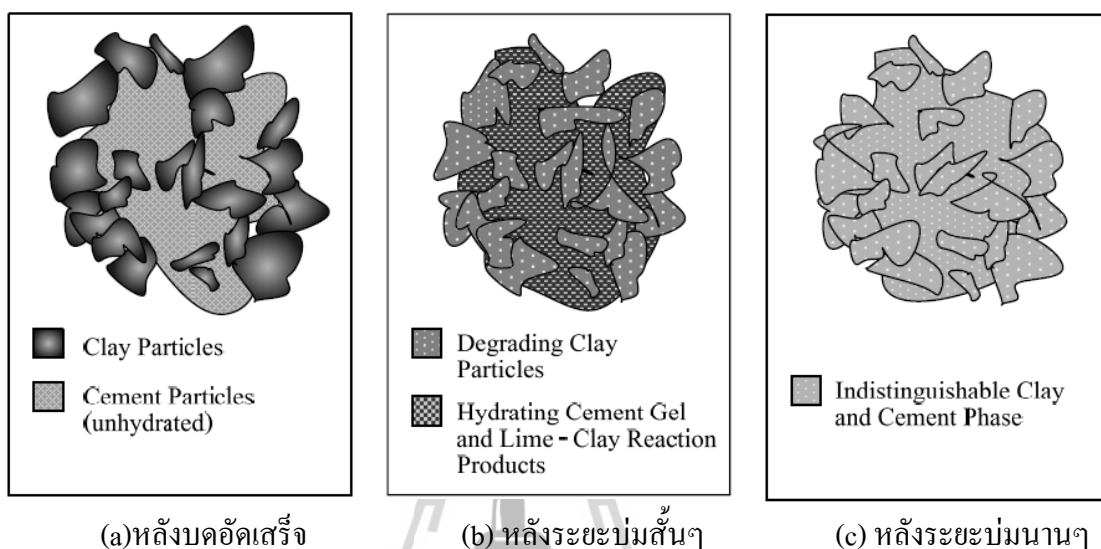 Clay Particles
Cement Particles
(unhydrated)
(a)หลังบดอัดเสร็จ
Degrading Clay
Particles
Hydrating Cement Gel
and Lime - Clay Reaction
Products
(b) หลังระยะบ่มสั้นๆ
Indistinguishable Clay
and Cement Phase
(c) หลังระยะบ่มนานๆ